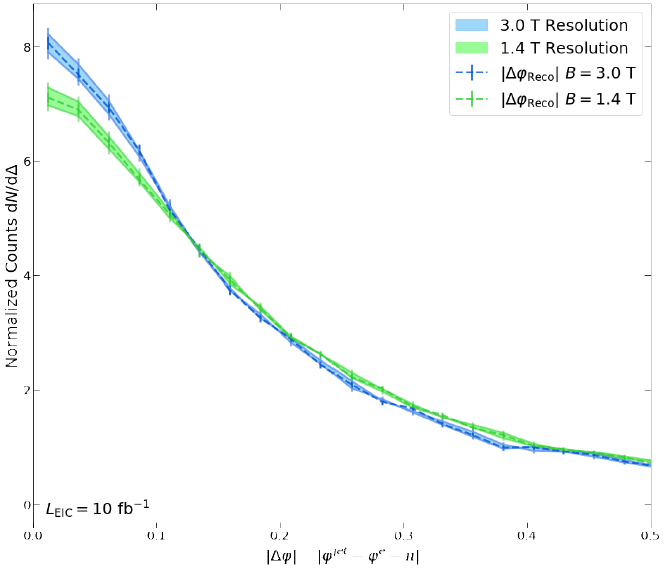 3.0 T Resolution
1.4 T Resolution
|Δφ_Reco| B = 3.0 T
|Δφ_Reco| B = 1.4 T
Normalized Counts dN/dΔ
8
6
4
2
0
L_EIC = 10 fb⁻¹
0.0 0.1 0.2 0.3 0.4 0.5
|Δφ| |φ^jet − φ^e −